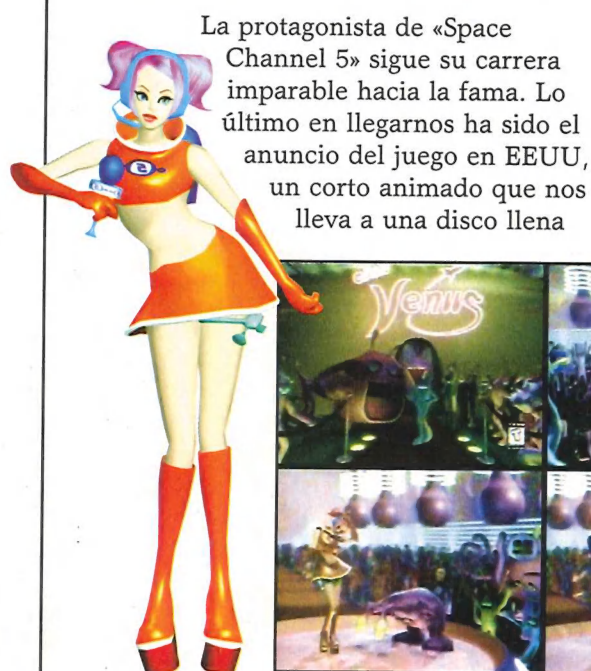 La protagonista de «Space
Channel 5» sigue su carrera
imparable hacia la fama. Lo
último en llegarnos ha sido el
anuncio del juego en EEUU,
un corto animado que nos
lleva a una disco llena
Venus